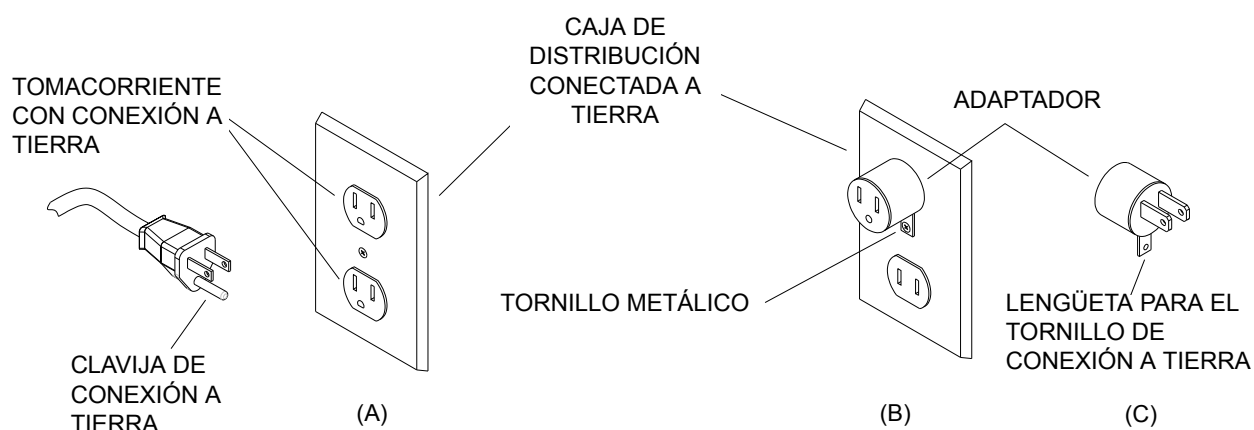 CAJA DE
DISTRIBUCIÓN
CONECTADA A
TIERRA
TOMACORRIENTE
CON CONEXIÓN A
TIERRA
ADAPTADOR
TORNILLO METÁLICO
LENGÜETA PARA EL
TORNILLO DE
CONEXIÓN A TIERRA
CLAVIJA DE
CONEXIÓN A
TIERRA
(A)
(B)
(C)